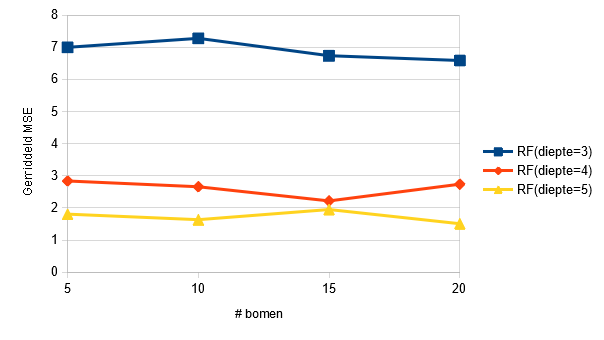 8
7
6
5
4
3
2
1
0
Gerriddeld MSE
5 10 15 20
# bomen
RF(diepte=3)
RF(diepte=4)
RF(diepte=5)